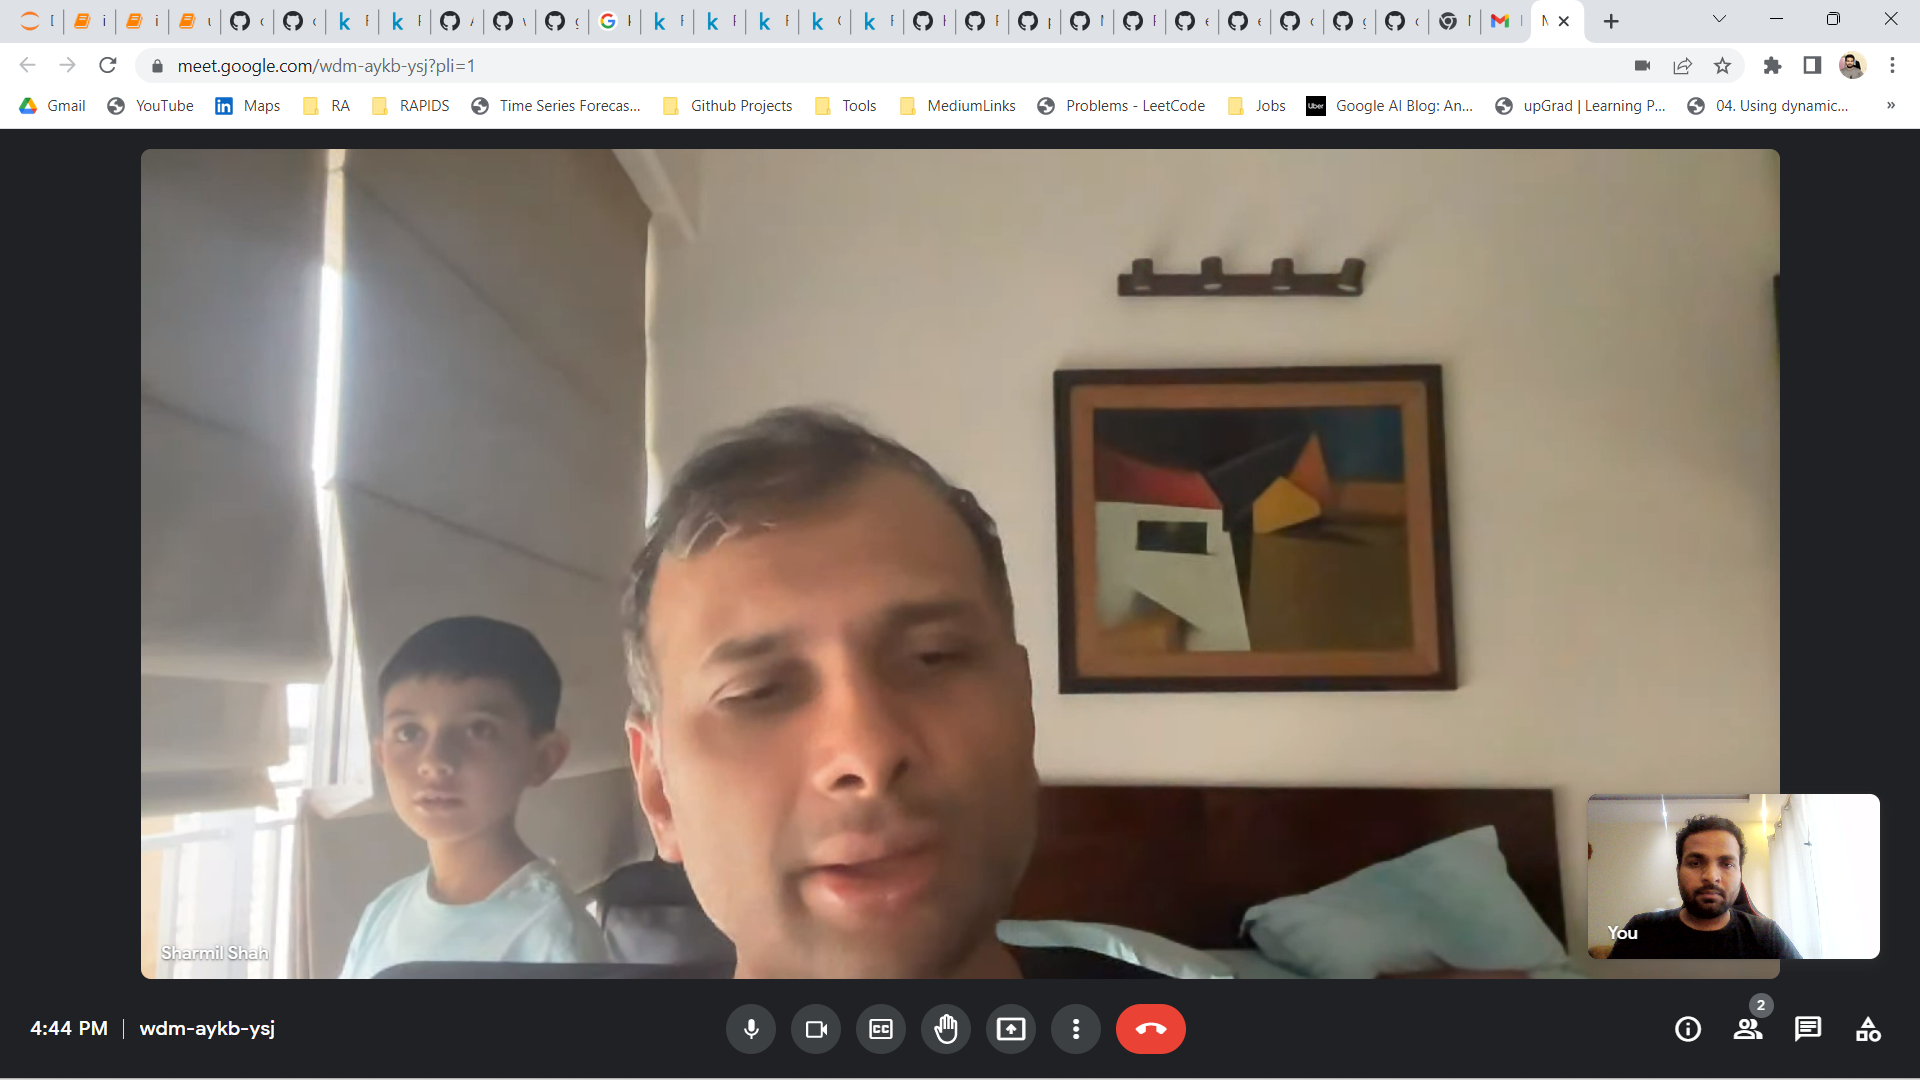 meet.google.com/wdm-aykb-ysj?pli=1
Gmail YouTube Maps RA RAPIDS Time Series Forecas... Github Projects Tools MediumLinks Problems - LeetCode Jobs Uber Google AI Blog: An... upGrad | Learning P... 04. Using dynamic... »
Sharmil Shah
You
4:44 PM | wdm-aykb-ysj
2